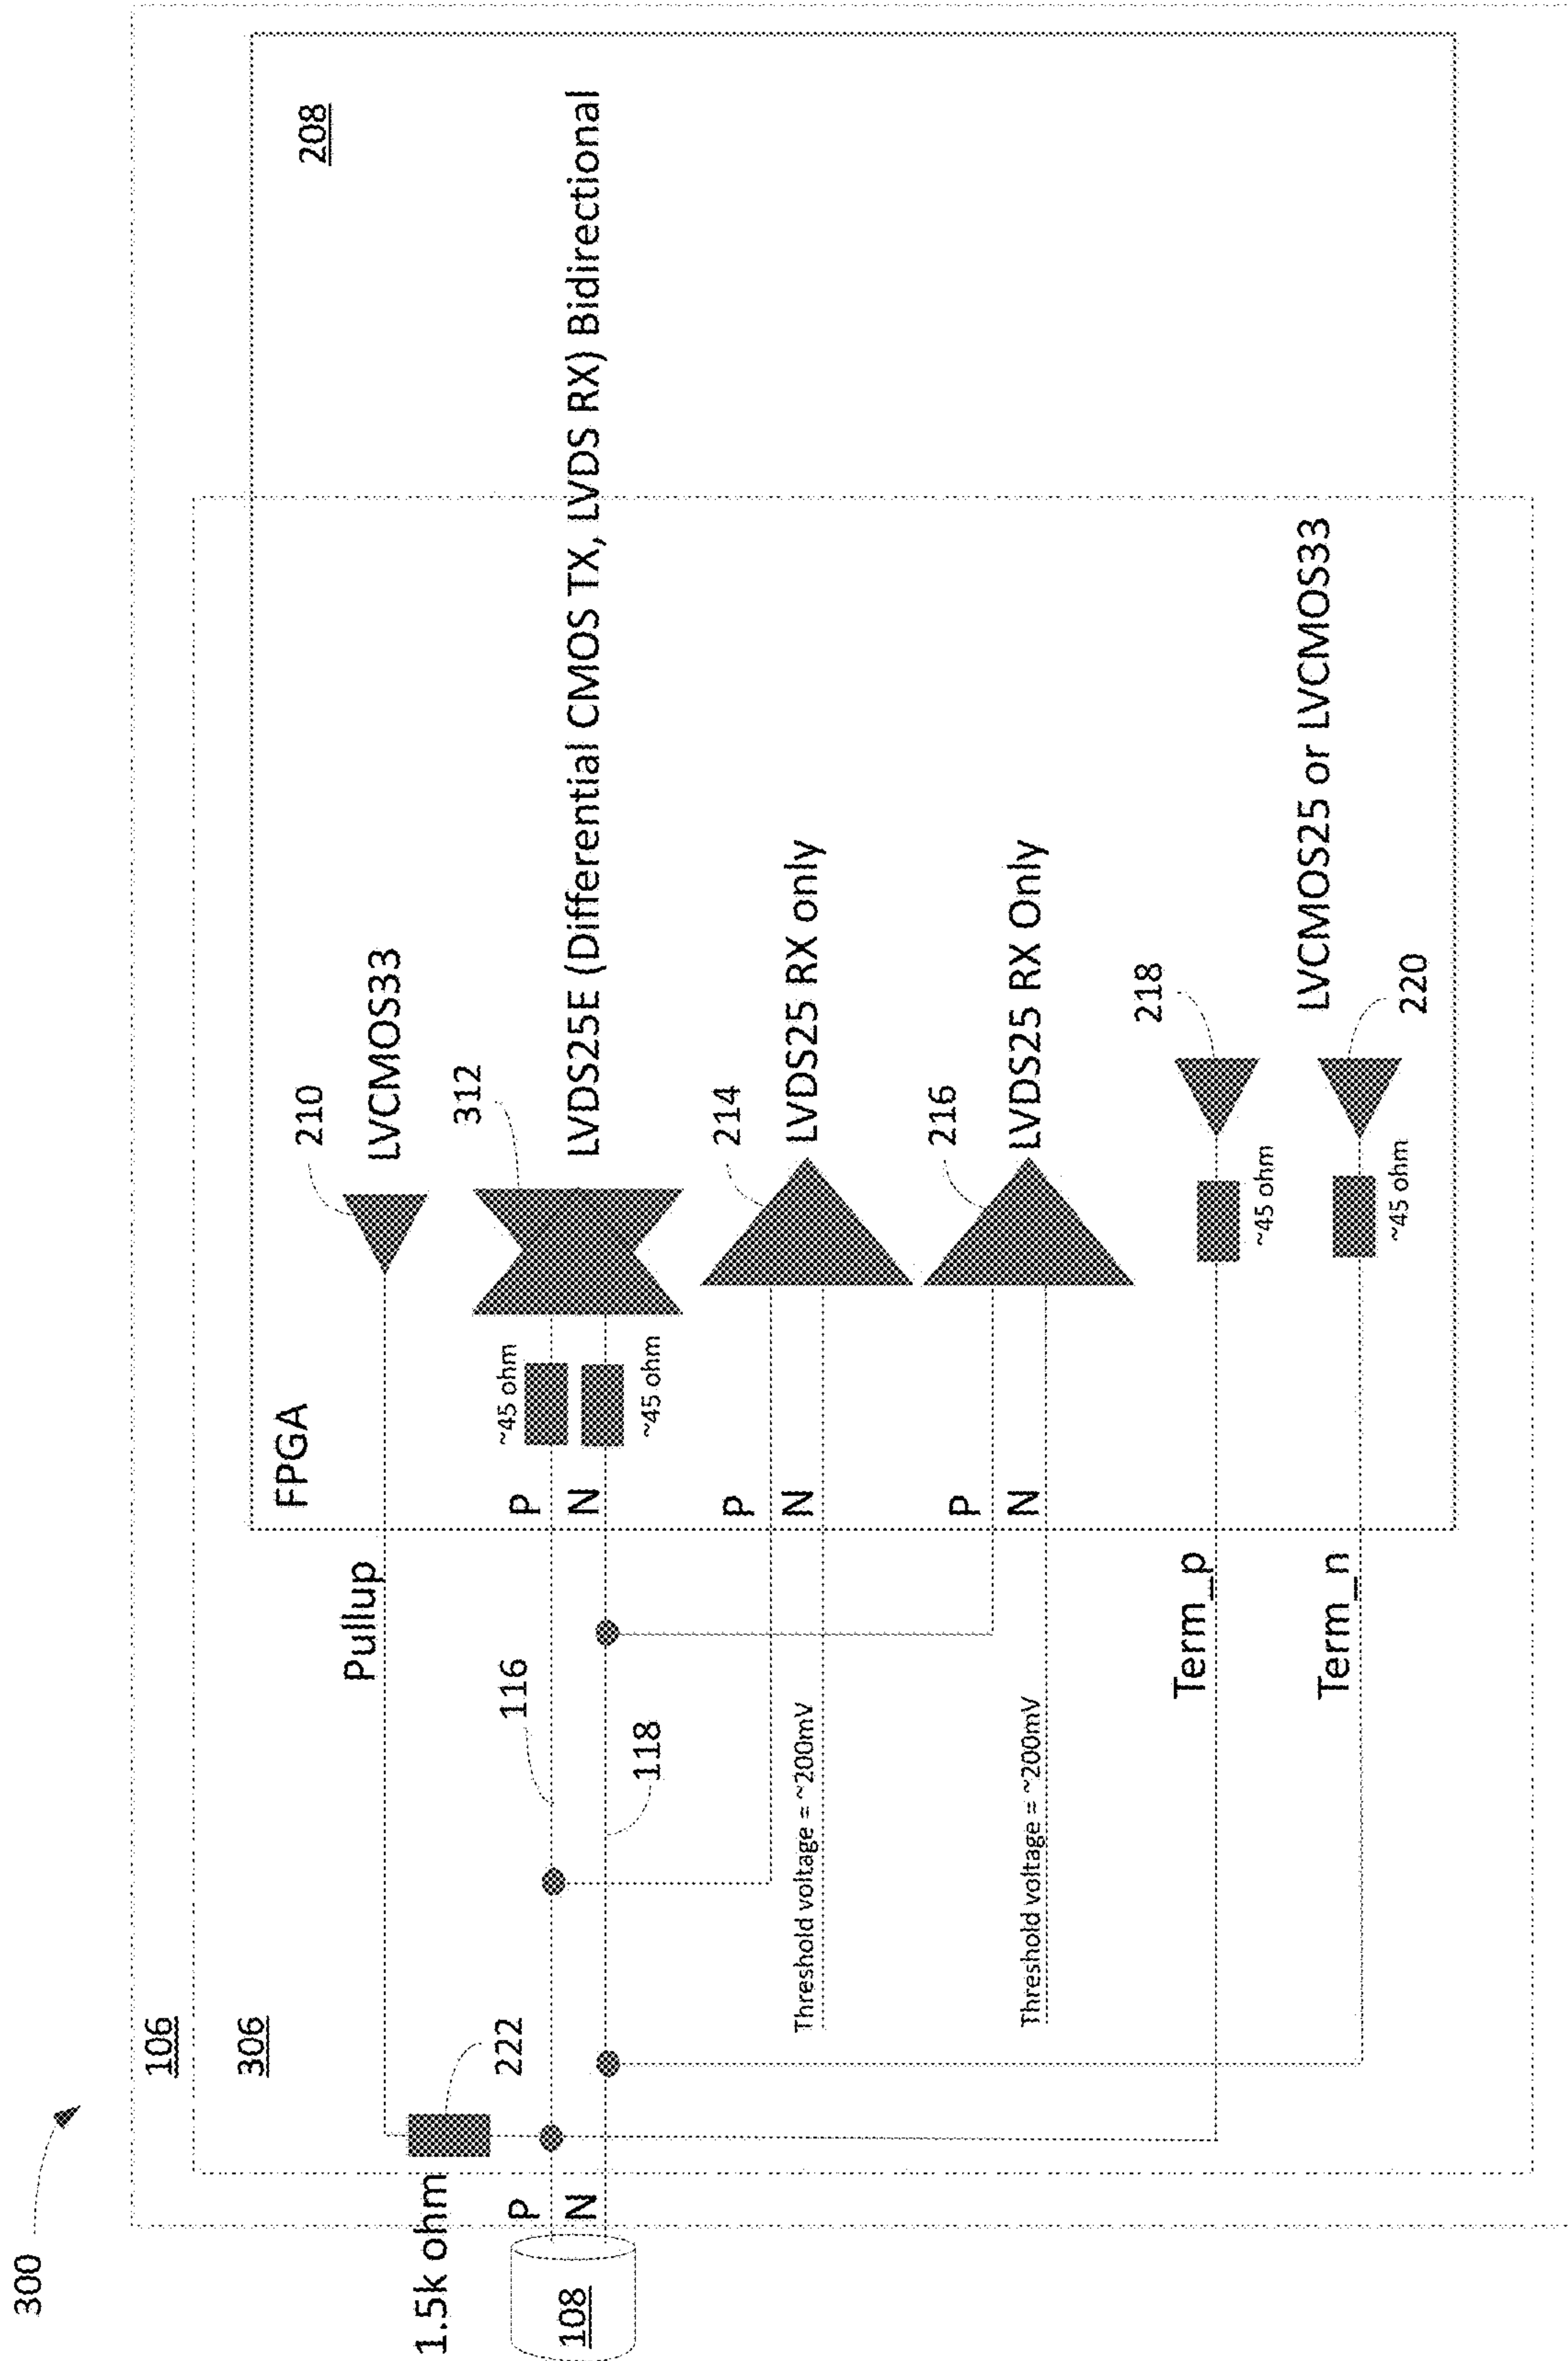 300
106
306
208
FPGA
Pullup
210
LVCMOS33
222
1.5k ohm
312
P
N
108
116
118
P
N
~45 ohm
~45 ohm
LVDS25E (Differential CMOS TX, LVDS RX) Bidirectional
214
P
N
LVDS25 RX only
Threshold voltage = ~200mV
216
P
N
LVDS25 RX Only
Threshold voltage = ~200mV
218
Term_p
~45 ohm
LVCMOS25 or LVCMOS33
Term_n
~45 ohm
220